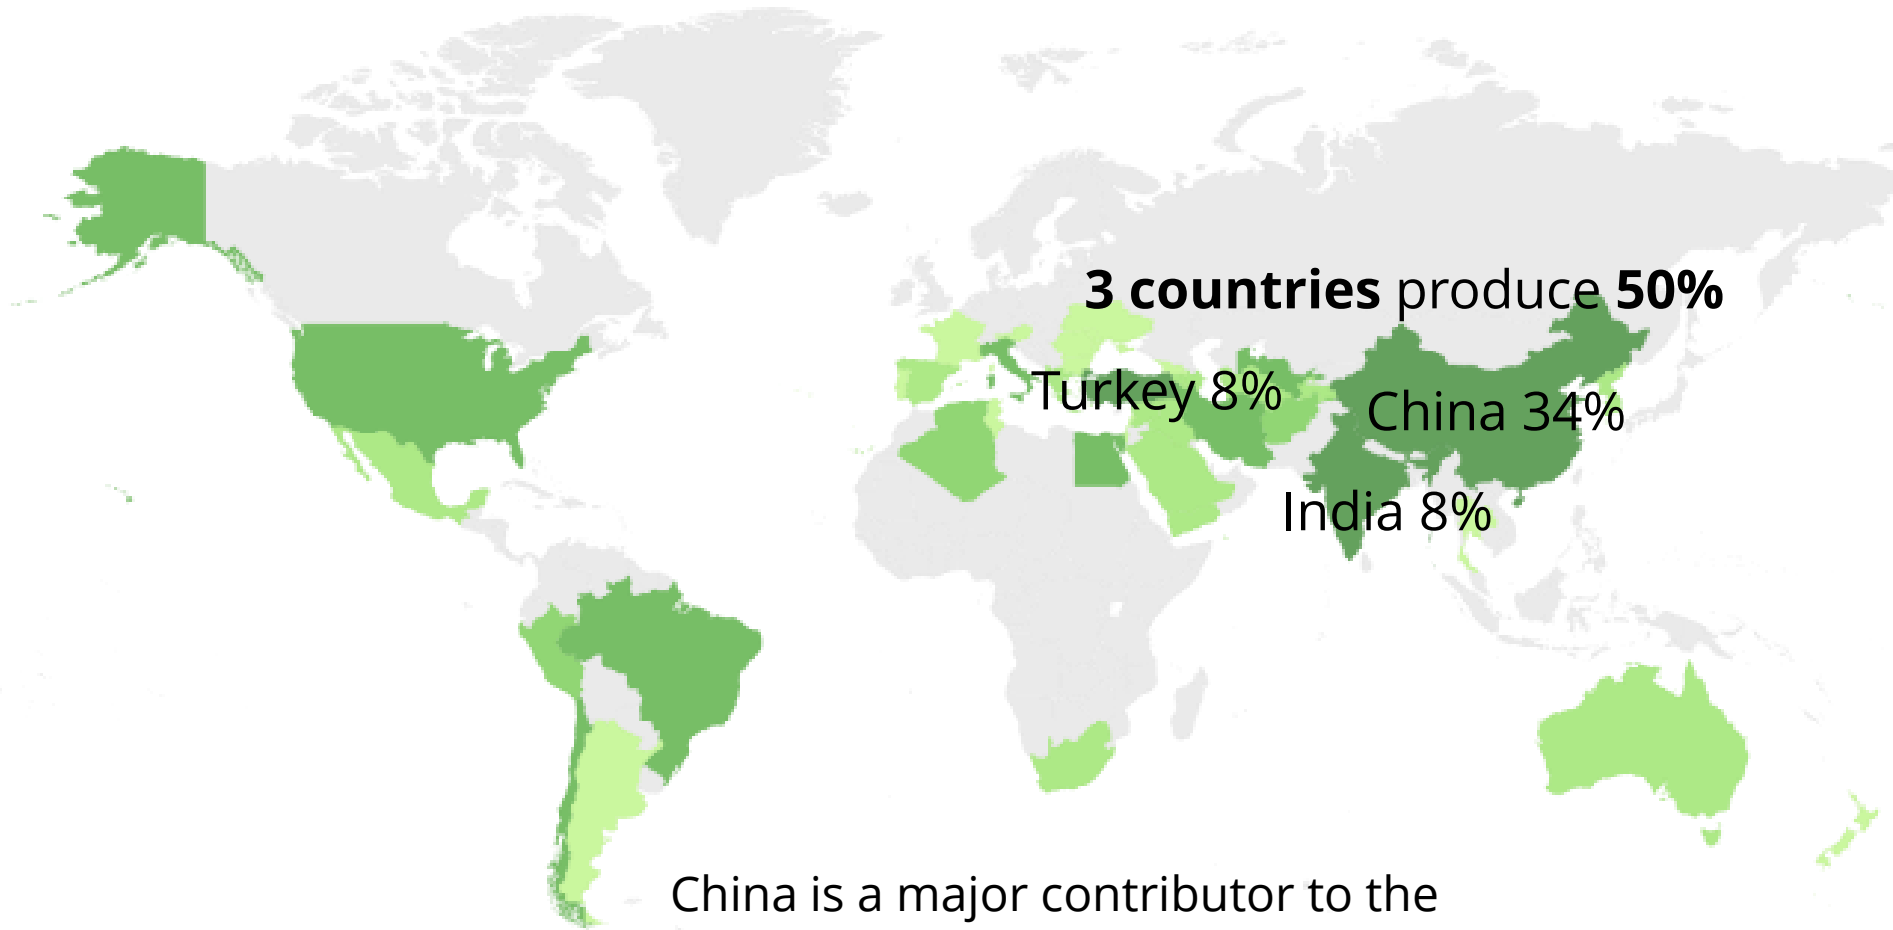 3 countries produce 50%
Turkey 8%
China 34%
India 8%
China is a major contributor to the